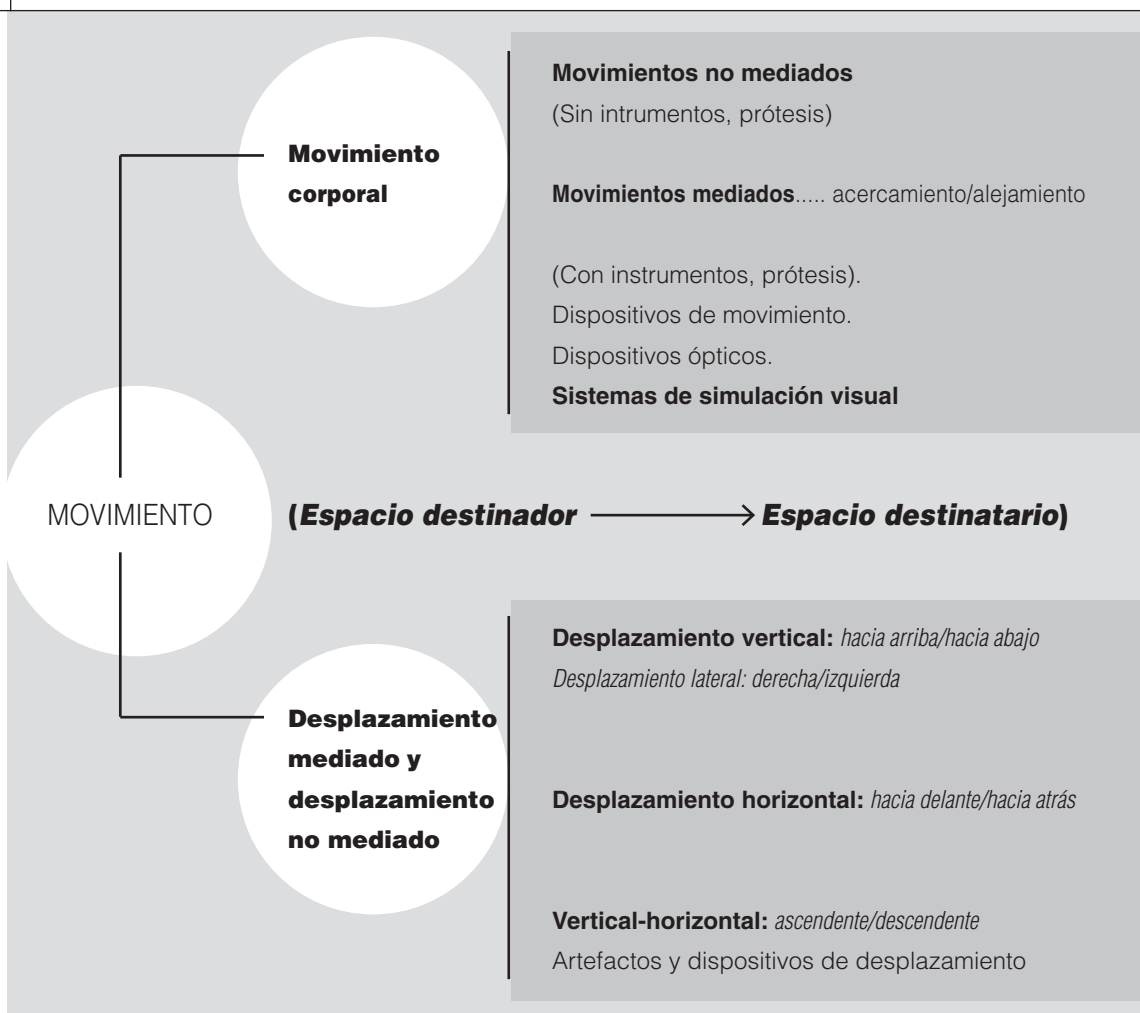 Movimientos no mediados
(Sin intrumentos, prótesis)
Movimiento
corporal
Movimientos mediados..... acercamiento/alejamiento
(Con instrumentos, prótesis).
Dispositivos de movimiento.
Dispositivos ópticos.
Sistemas de simulación visual
MOVIMIENTO
(Espacio destinador → Espacio destinatario)
Desplazamiento vertical: hacia arriba/hacia abajo
Desplazamiento lateral: derecha/izquierda
Desplazamiento
mediado y
desplazamiento
no mediado
Desplazamiento horizontal: hacia delante/hacia atrás
Vertical-horizontal: ascendente/descendente
Artefactos y dispositivos de desplazamiento